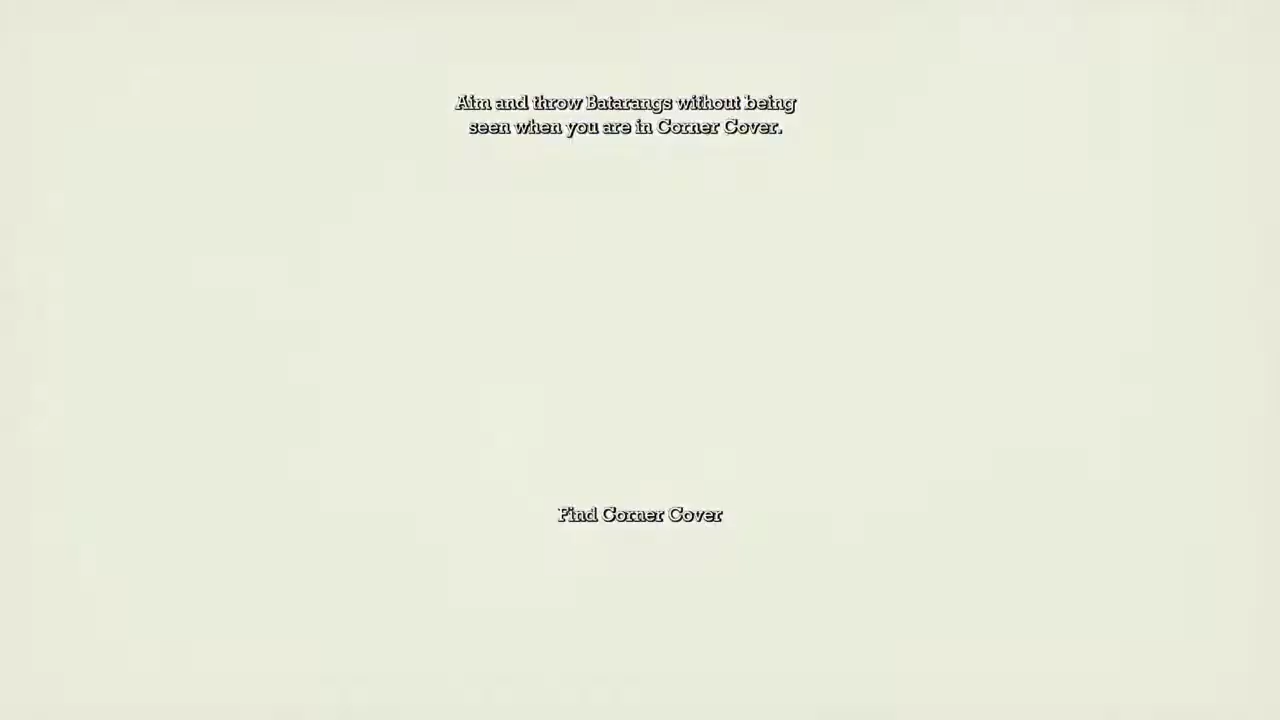 Aim and throw Batarangs without being
seen when you are in Corner Cover.
Find Corner Cover